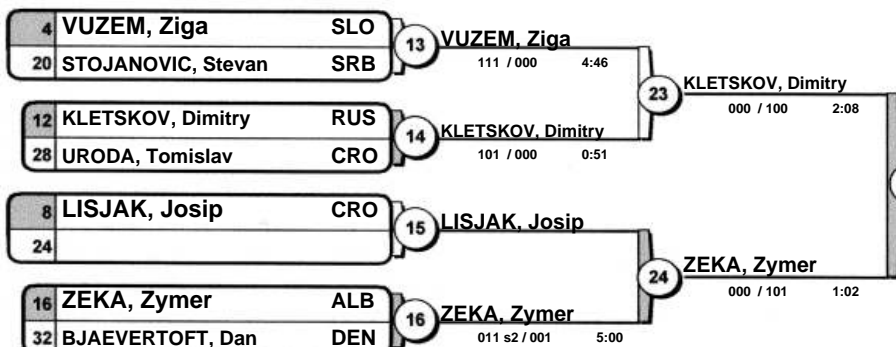 4 VUZEM, Ziga SLO
20 STOJANOVIC, Stevan SRB
13 VUZEM, Ziga
111 / 000 4:46
12 KLETSKOV, Dimitry RUS
28 URODA, Tomislav CRO
14 KLETSKOV, Dimitry
101 / 000 0:51
23 KLETSKOV, Dimitry
000 / 100 2:08
8 LISJAK, Josip CRO
24
15 LISJAK, Josip
16 ZEKA, Zymer ALB
32 BJAEVERTOFT, Dan DEN
16 ZEKA, Zymer
011 s2 / 001 5:00
24 ZEKA, Zymer
000 / 101 1:02